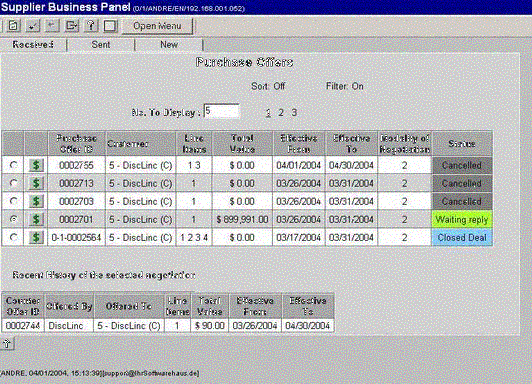 Supplier Business Panel (0/1/ANDRE/EN/192.168.001.052)
Open Menu
Received Sent New
Purchase Offers
Sort: Off Filter: On
No. To Display : 5 1 2 3
Purchase Offer ID Customer Line Items Total Value Effective From Effective To Modality of Negotiation Status
0002755 5 - DiscLinc (C) 1 3 $ 0.00 04/01/2004 04/30/2004 2 Cancelled
0002713 5 - DiscLinc (C) 1 $ 0.00 03/26/2004 03/31/2004 2 Cancelled
0002703 5 - DiscLinc (C) 1 $ 0.00 03/26/2004 03/31/2004 2 Cancelled
0002701 5 - DiscLinc (C) 1 $ 899,991.00 03/26/2004 03/31/2004 2 Waiting reply
0-1-0002564 5 - DiscLinc (C) 1 2 3 4 $ 0.00 03/17/2004 03/31/2004 2 Closed Deal
Recent History of the selected negotiation
Counter Offer ID Offered By Offered To Line Items Total Value Effective From Effective To
0002744 DiscLinc 5 - DiscLinc (C) 1 $ 90.00 03/26/2004 04/30/2004
[ANDRE, 04/01/2004, 15:13:39][support@IhrSoftwarehaus.de]